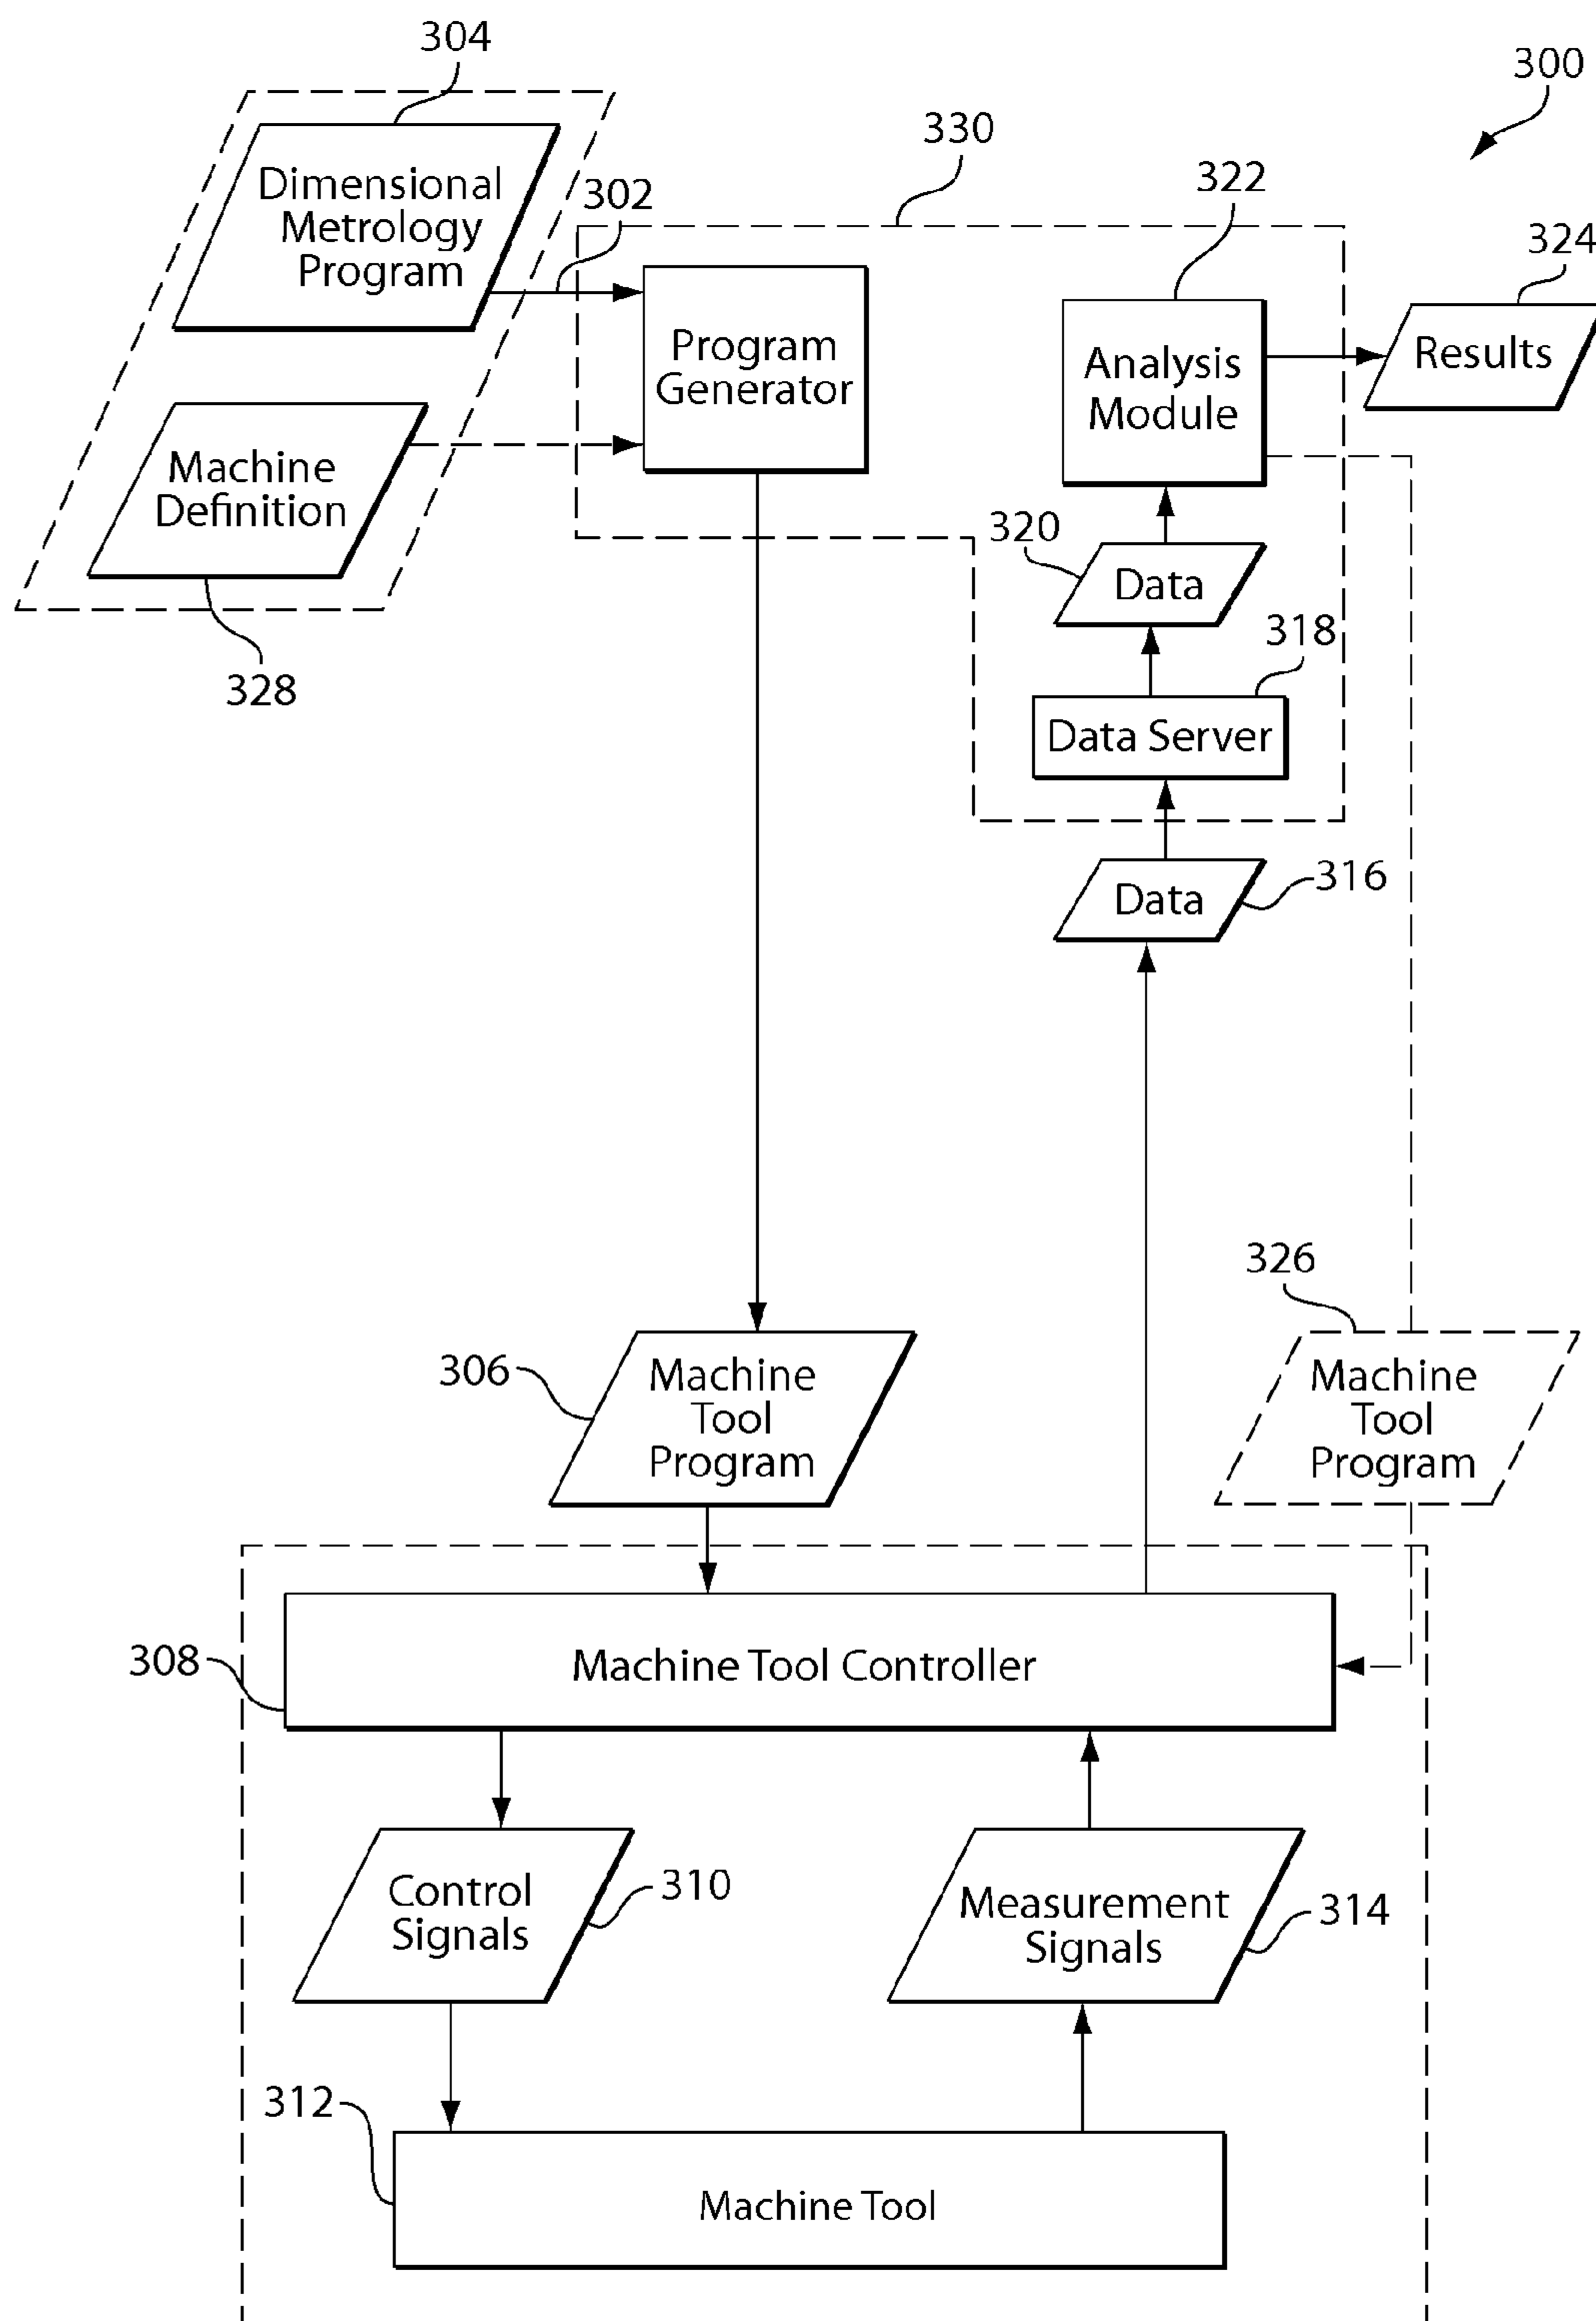 304
300
330
322
324
302
Dimensional
Metrology
Program
Program
Generator
Analysis
Module
Results
Machine
Definition
320
Data
318
328
Data Server
Data
316
326
306
Machine
Tool
Program
Machine
Tool
Program
308
Machine Tool Controller
Control
Signals
310
Measurement
Signals
314
312
Machine Tool